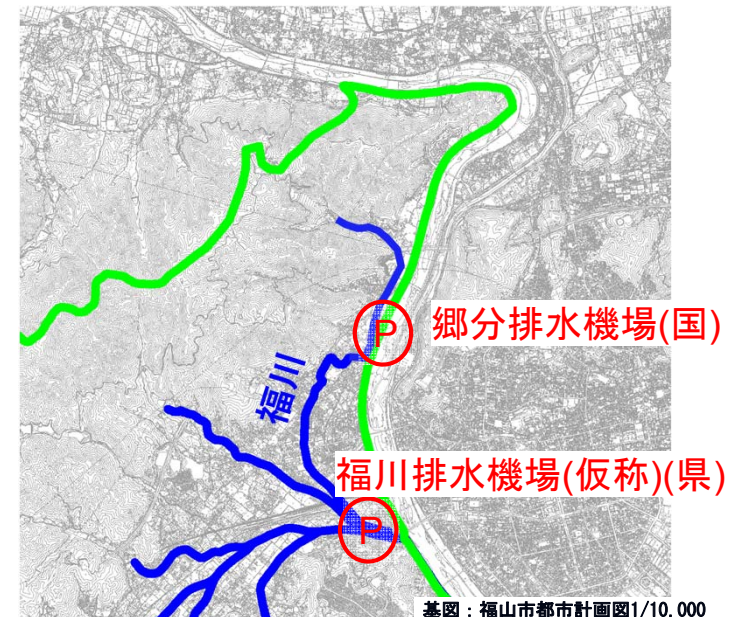 P
郷分排水機場(国)
福川
福川排水機場(仮称)(県)
P
基図：福山市都市計画図1/10,000